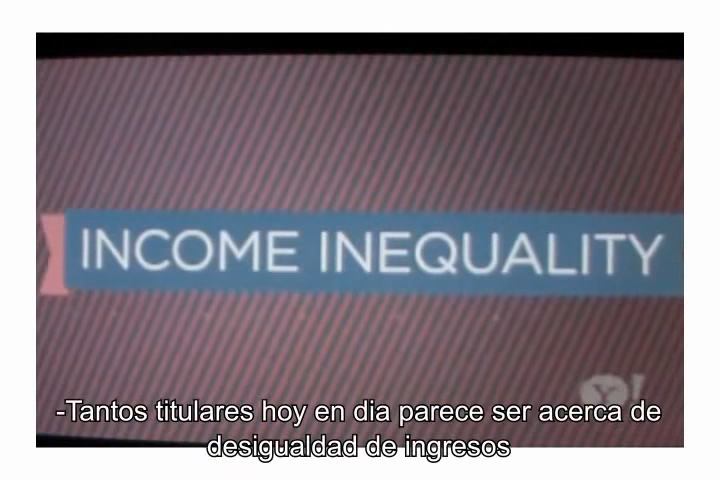 INCOME INEQUALITY
Y!
-Tantos titulares hoy en dia parece ser acerca de
desigualdad de ingresos